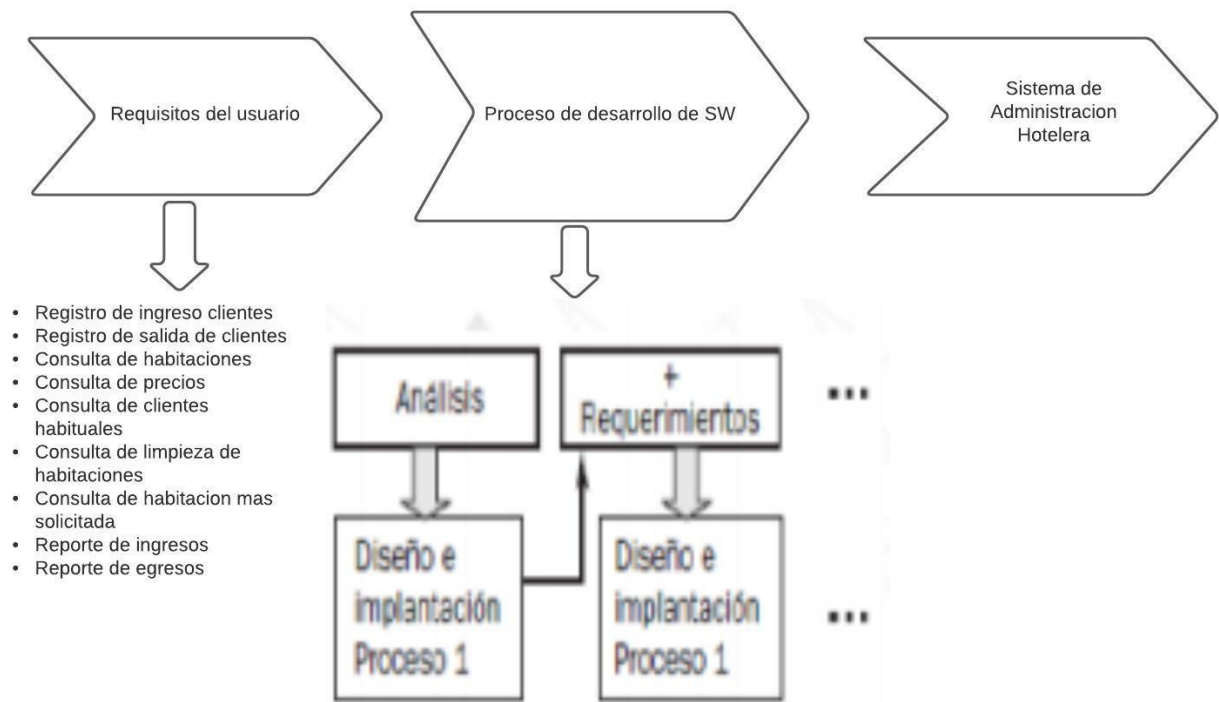 Requisitos del usuario
Proceso de desarrollo de SW
Sistema de
Administracion
Hotelera
• Registro de ingreso clientes
• Registro de salida de clientes
• Consulta de habitaciones
• Consulta de precios
• Consulta de clientes
habituales
• Consulta de limpieza de
habitaciones
• Consulta de habitacion mas
solicitada
• Reporte de ingresos
• Reporte de egresos
Análisis
+
Requerimientos
...
Diseño e
implantación
Proceso 1
Diseño e
implantación
Proceso 1
...